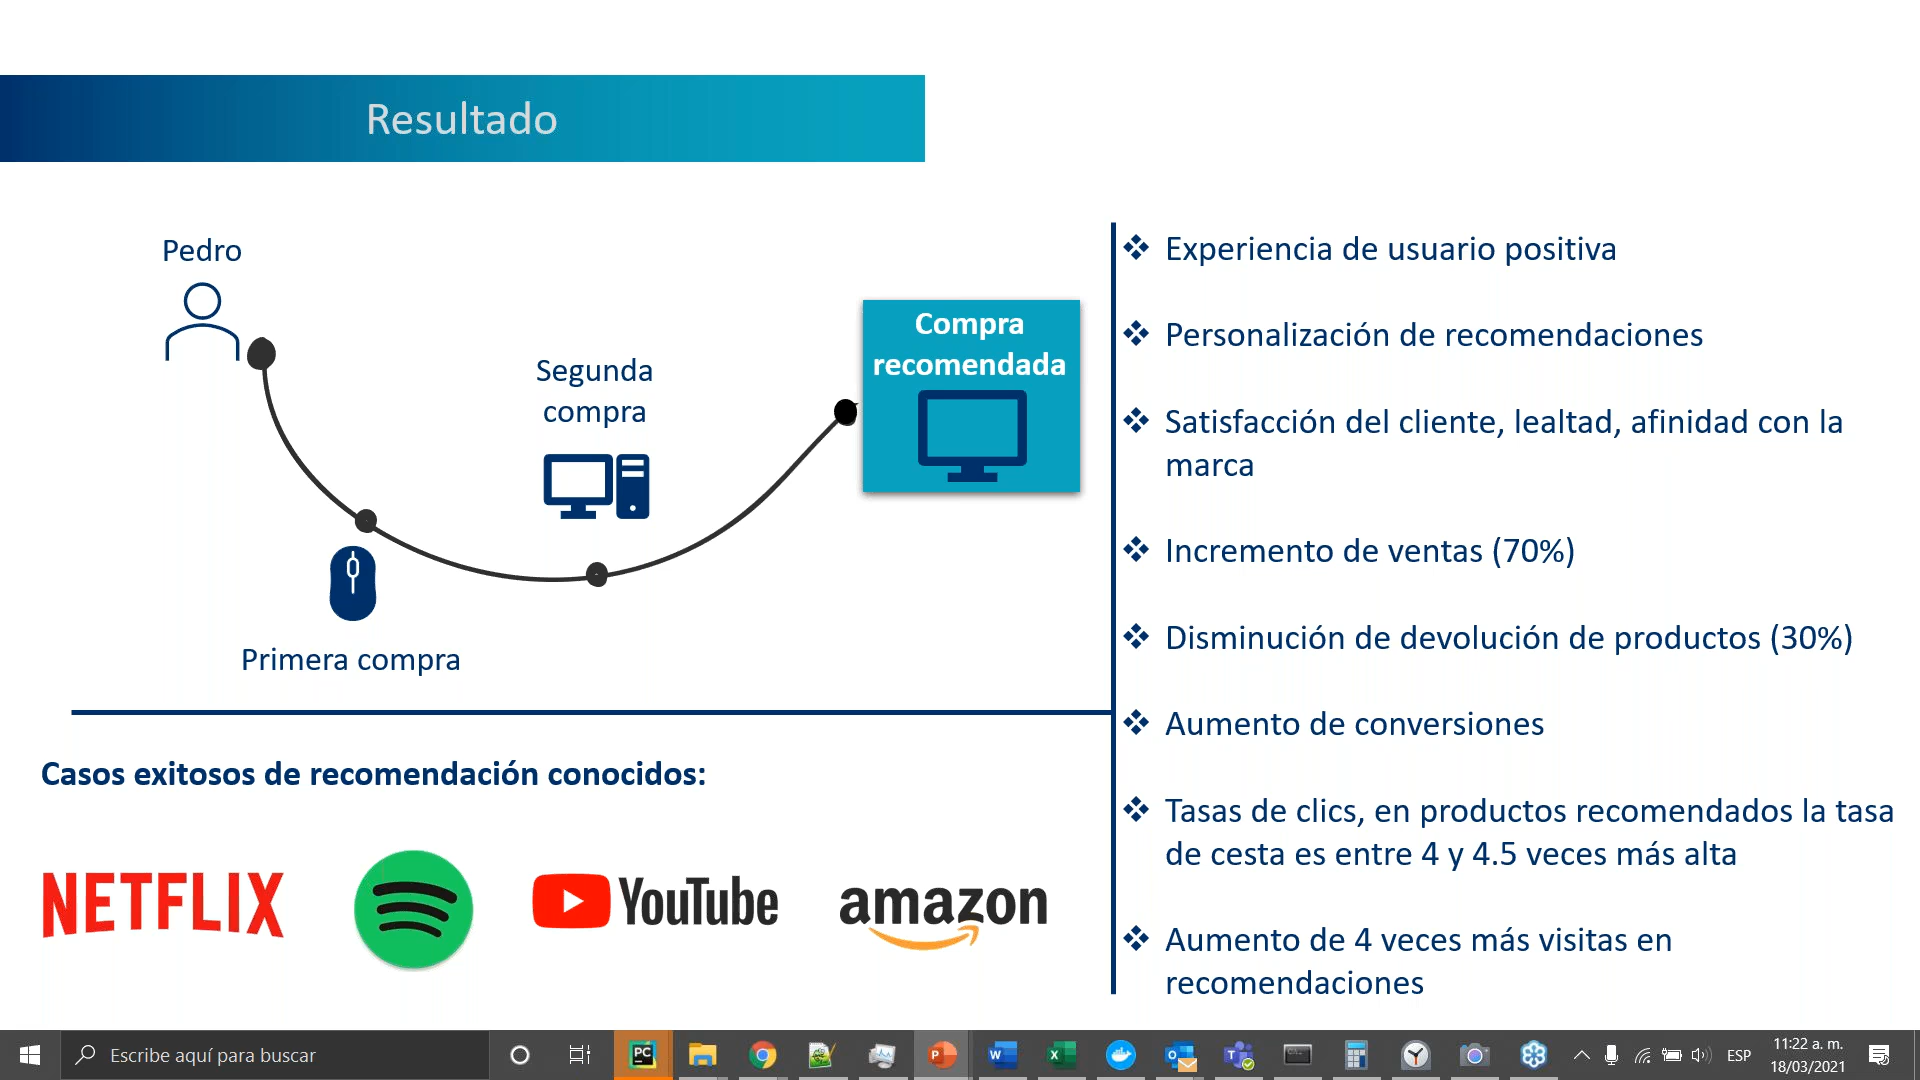 Resultado
Pedro
Segunda
compra
Compra
recomendada
Primera compra
Casos exitosos de recomendación conocidos:
NETFLIX
YouTube
amazon
Experiencia de usuario positiva
Personalización de recomendaciones
Satisfacción del cliente, lealtad, afinidad con la
marca
Incremento de ventas (70%)
Disminución de devolución de productos (30%)
Aumento de conversiones
Tasas de clics, en productos recomendados la tasa
de cesta es entre 4 y 4.5 veces más alta
Aumento de 4 veces más visitas en
recomendaciones
Escribe aquí para buscar
PC
P
W
X
O
T
ESP
11:22 a. m.
18/03/2021